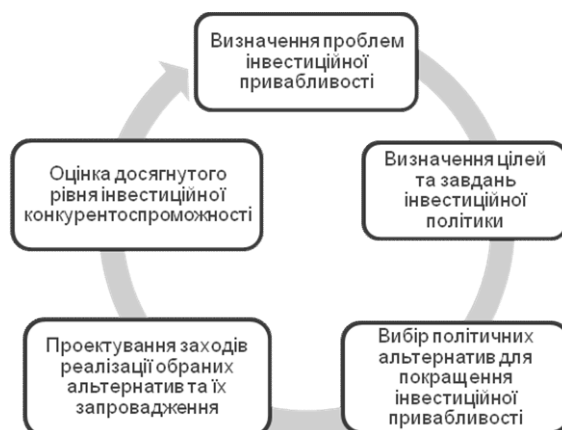 Визначення проблем
інвестиційної
привабливості
Визначення цілей
та завдань
інвестиційної
політики
Вибір політичних
альтернатив для
покращення
інвестиційної
привабливості
Проектування заходів
реалізації обраних
альтернатив та їх
запровадження
Оцінка досягнутого
рівня інвестиційної
конкурентоспроможності